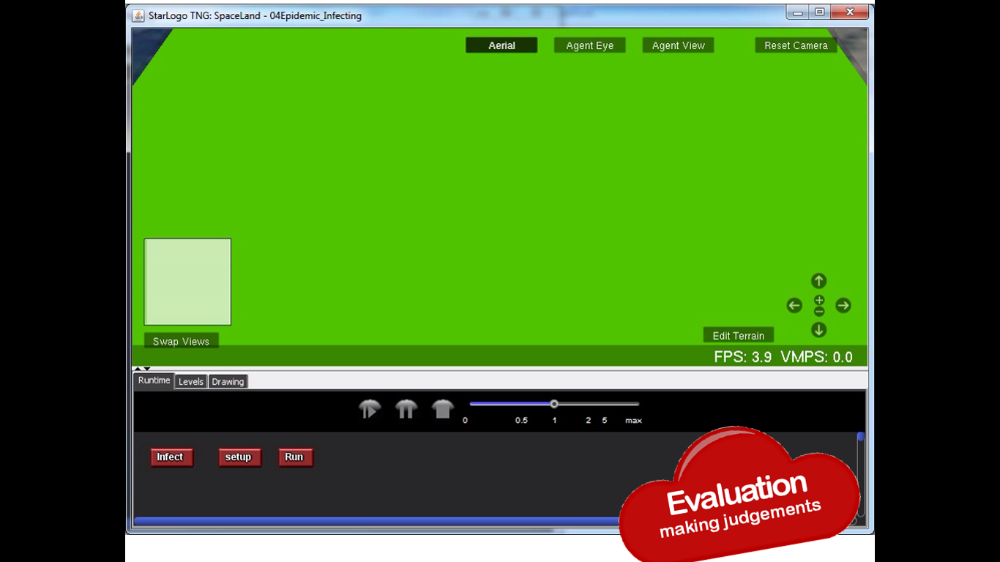 StarLogo TNG: SpaceLand - 04Epidemic_Infecting
Aerial Agent Eye Agent View Reset Camera
Swap Views
Edit Terrain
FPS: 3.9 VMPS: 0.0
Runtime Levels Drawing
0 0.5 1 2 5 max
Infect setup Run
Evaluation
making judgements